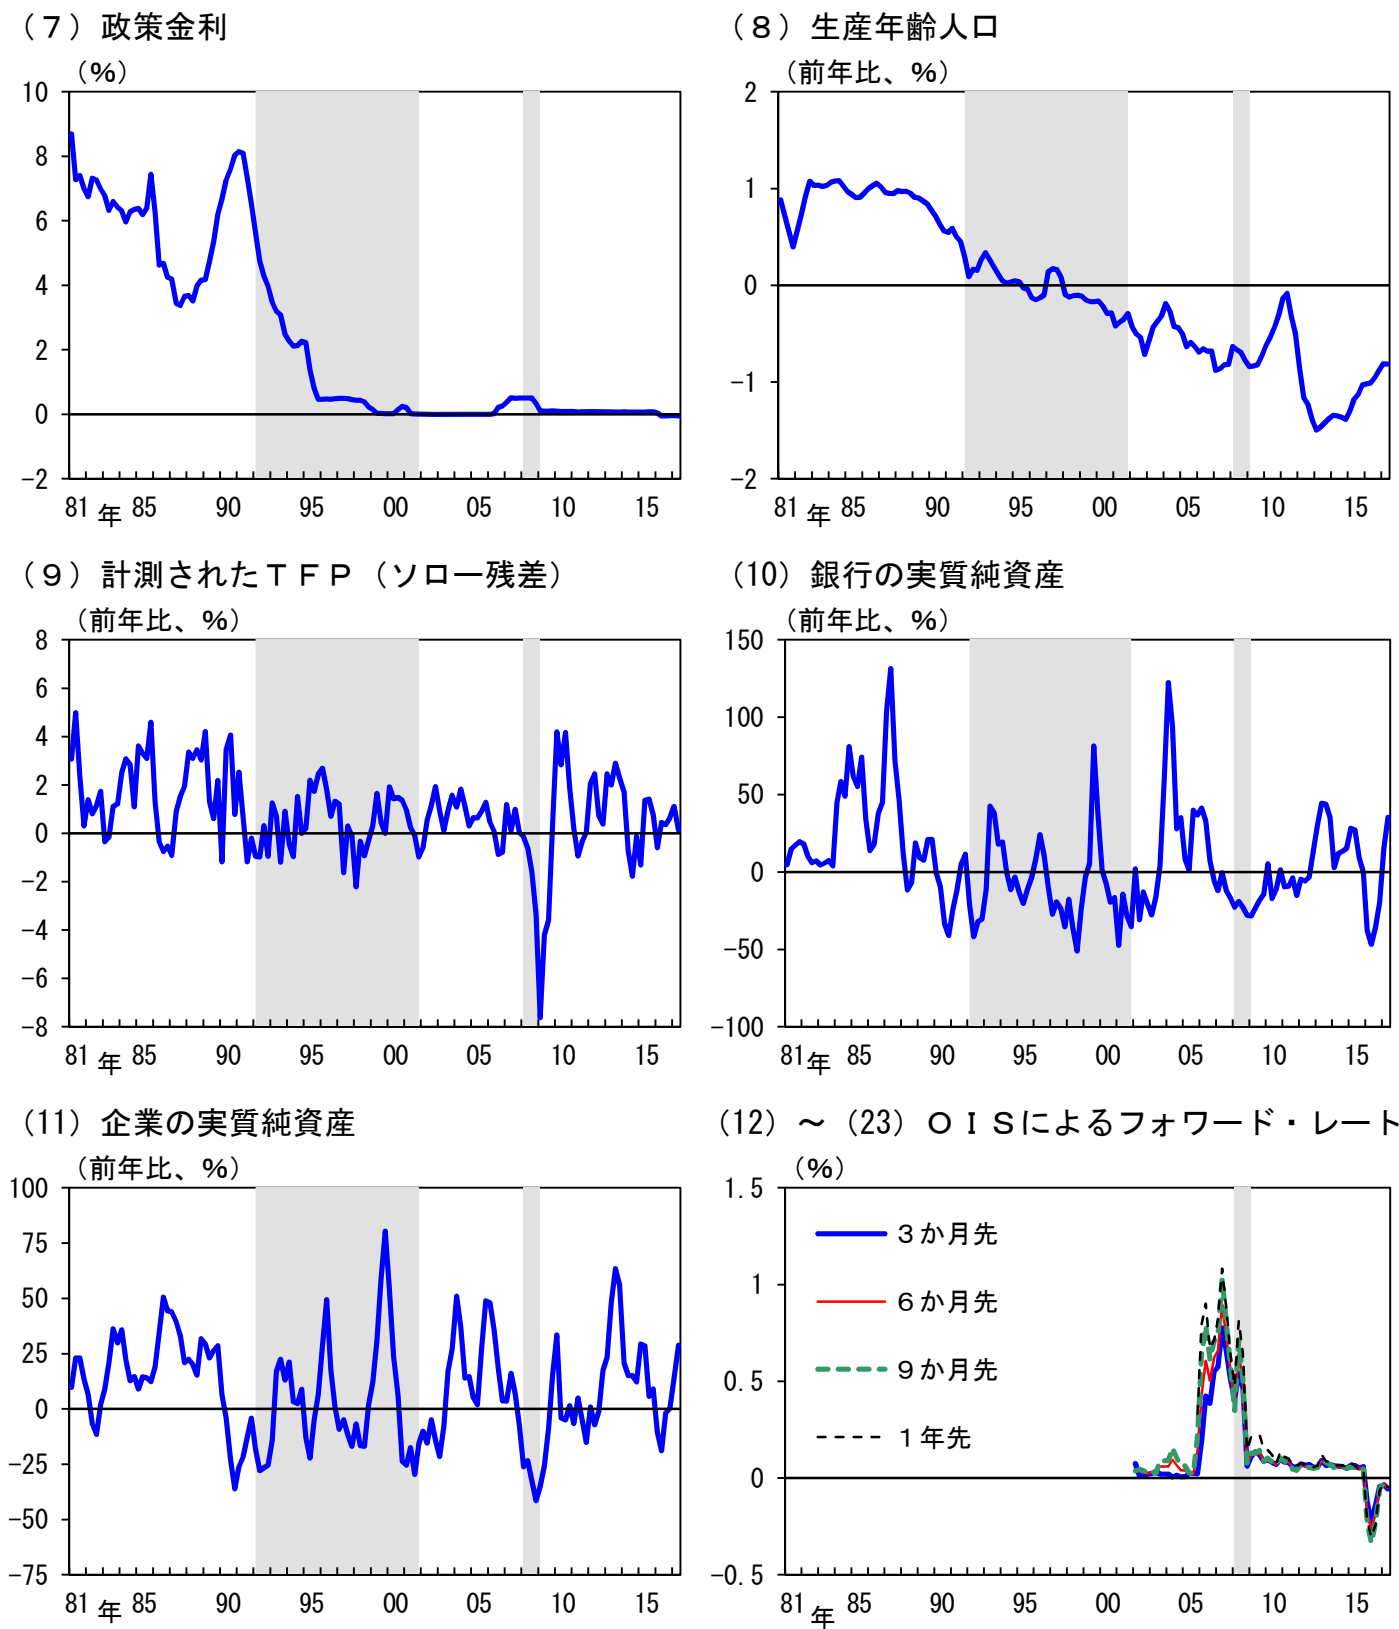 （７）政策金利
（%）
10
8
6
4
2
0
−2
81 年 85 90 95 00 05 10 15
（８）生産年齢人口
（前年比、%）
2
1
0
−1
−2
81 年 85 90 95 00 05 10 15
（９）計測されたＴＦＰ（ソロー残差）
（前年比、%）
8
6
4
2
0
−2
−4
−6
−8
81 年 85 90 95 00 05 10 15
（10）銀行の実質純資産
（前年比、%）
150
100
50
0
−50
−100
81 年 85 90 95 00 05 10 15
（11）企業の実質純資産
（前年比、%）
100
75
50
25
0
−25
−50
−75
81 年 85 90 95 00 05 10 15
（12）～（23）ＯＩＳによるフォワード・レート
（%）
1.5
1
0.5
0
−0.5
３か月先
６か月先
９か月先
１年先
81 年 85 90 95 00 05 10 15